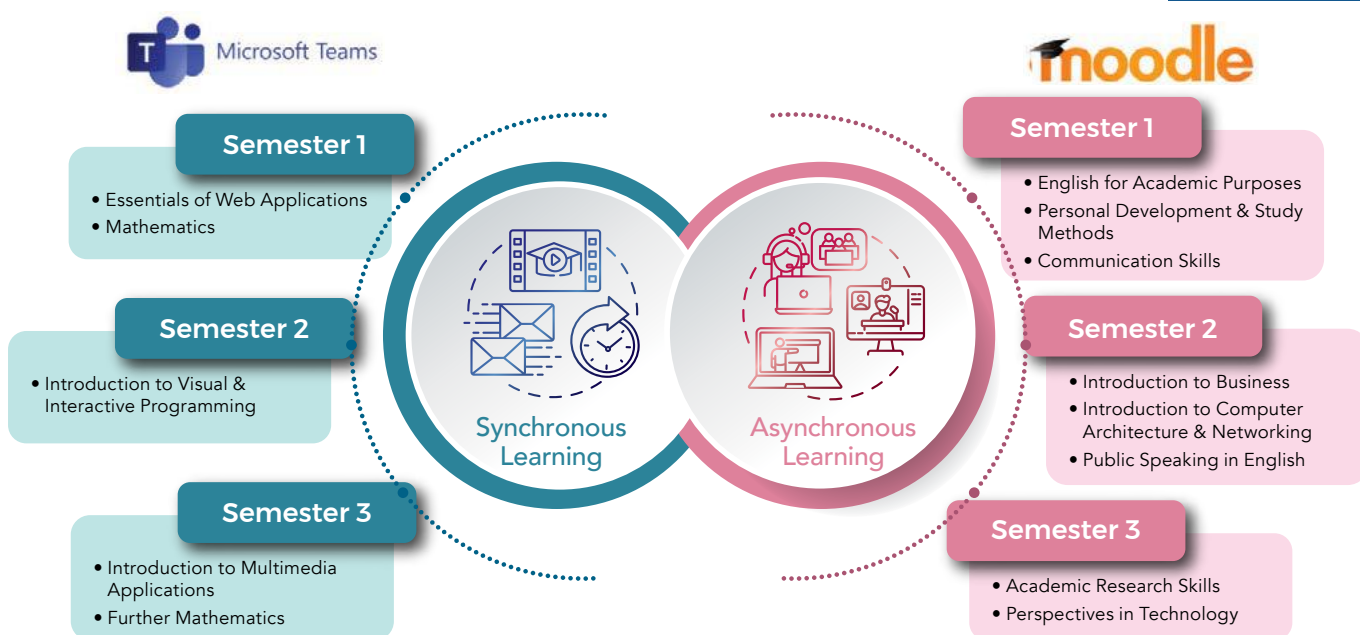 T Microsoft Teams
moodle
Semester 1
• Essentials of Web Applications
• Mathematics
Semester 2
• Introduction to Visual &
Interactive Programming
Semester 3
• Introduction to Multimedia
Applications
• Further Mathematics
Synchronous
Learning
Asynchronous
Learning
Semester 1
• English for Academic Purposes
• Personal Development & Study
Methods
• Communication Skills
Semester 2
• Introduction to Business
• Introduction to Computer
Architecture & Networking
• Public Speaking in English
Semester 3
• Academic Research Skills
• Perspectives in Technology